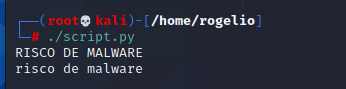 ┌──(root💀kali)-[/home/rogelio]
└─# ./script.py
RISCO DE MALWARE
risco de malware